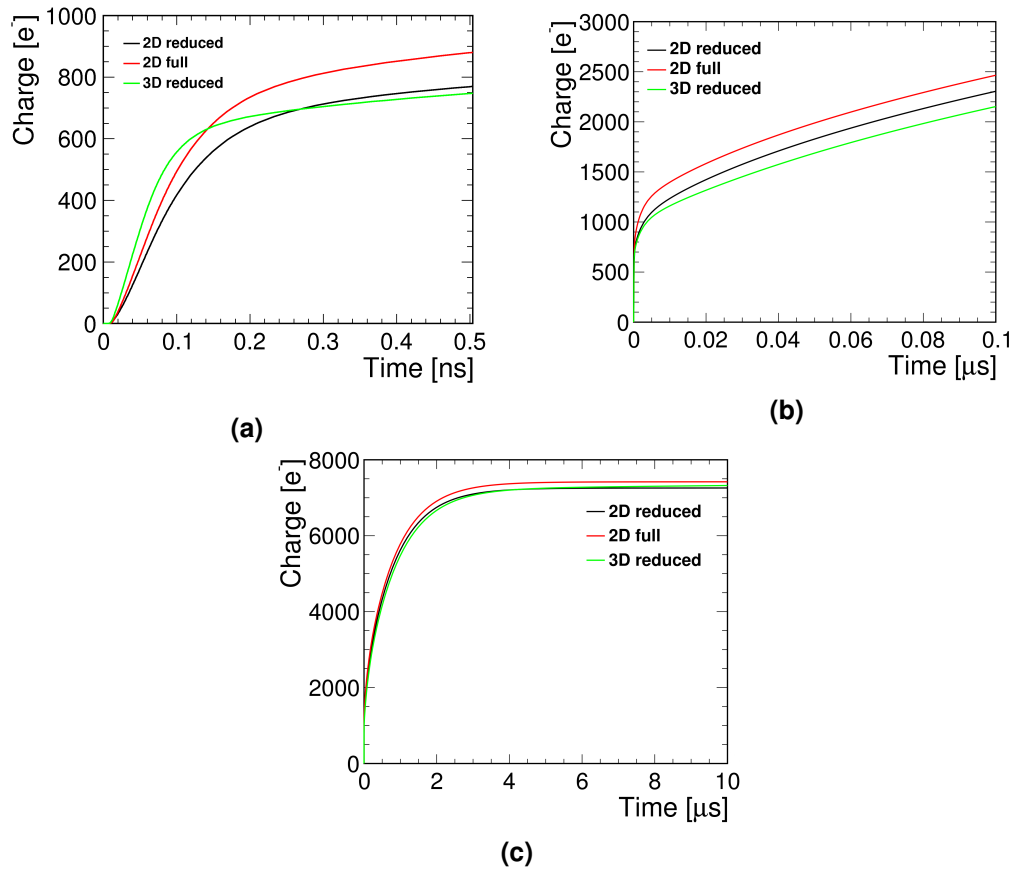 Charge [e⁻]
1000
800
600
400
200
0
2D reduced
2D full
3D reduced
0 0.1 0.2 0.3 0.4 0.5
Time [ns]
(a)
Charge [e⁻]
3000
2500
2000
1500
1000
500
0
2D reduced
2D full
3D reduced
0 0.02 0.04 0.06 0.08 0.1
Time [μs]
(b)
Charge [e⁻]
8000
6000
4000
2000
0
2D reduced
2D full
3D reduced
0 2 4 6 8 10
Time [μs]
(c)